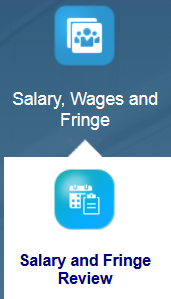 Salary, Wages and
Fringe
Salary and Fringe
Review